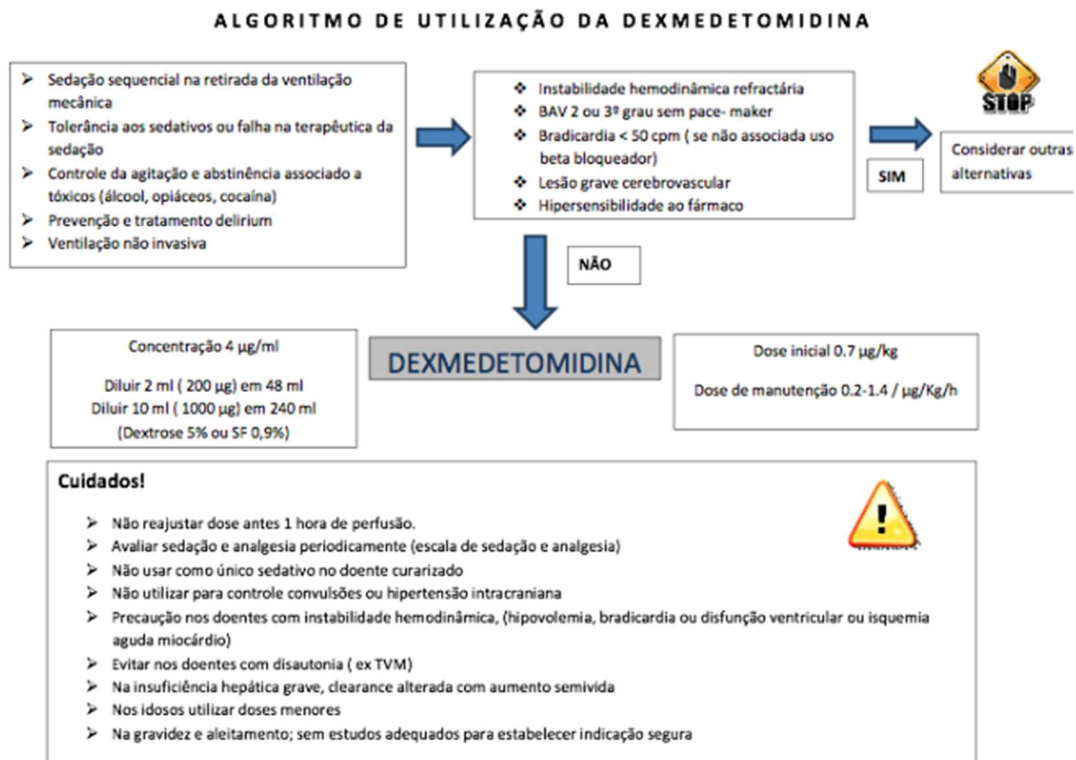 ALGORITMO DE UTILIZAÇÃO DA DEXMEDETOMIDINA
➢ Sedação sequencial na retirada da ventilação
mecânica
➢ Tolerância aos sedativos ou falha na terapêutica da
sedação
➢ Controle da agitação e abstinência associado a
tóxicos (álcool, opiáceos, cocaína)
➢ Prevenção e tratamento delirium
➢ Ventilação não invasiva
❖ Instabilidade hemodinâmica refractária
❖ BAV 2 ou 3º grau sem pace- maker
❖ Bradicardia < 50 cpm ( se não associada uso
beta bloqueador)
❖ Lesão grave cerebrovascular
❖ Hipersensibilidade ao fármaco
SIM
STOP
Considerar outras
alternativas
NÃO
Concentração 4 µg/ml
Diluir 2 ml ( 200 µg) em 48 ml
Diluir 10 ml ( 1000 µg) em 240 ml
(Dextrose 5% ou SF 0,9%)
DEXMEDETOMIDINA
Dose inicial 0.7 µg/kg
Dose de manutenção 0.2-1.4 / µg/Kg/h
Cuidados!
➢ Não reajustar dose antes 1 hora de perfusão.
➢ Avaliar sedação e analgesia periodicamente (escala de sedação e analgesia)
➢ Não usar como único sedativo no doente curarizado
➢ Não utilizar para controle convulsões ou hipertensão intracraniana
➢ Precaução nos doentes com instabilidade hemodinâmica, (hipovolemia, bradicardia ou disfunção ventricular ou isquemia
aguda miocárdio)
➢ Evitar nos doentes com disautonia ( ex TVM)
➢ Na insuficiência hepática grave, clearance alterada com aumento semivida
➢ Nos idosos utilizar doses menores
➢ Na gravidez e aleitamento; sem estudos adequados para estabelecer indicação segura
!